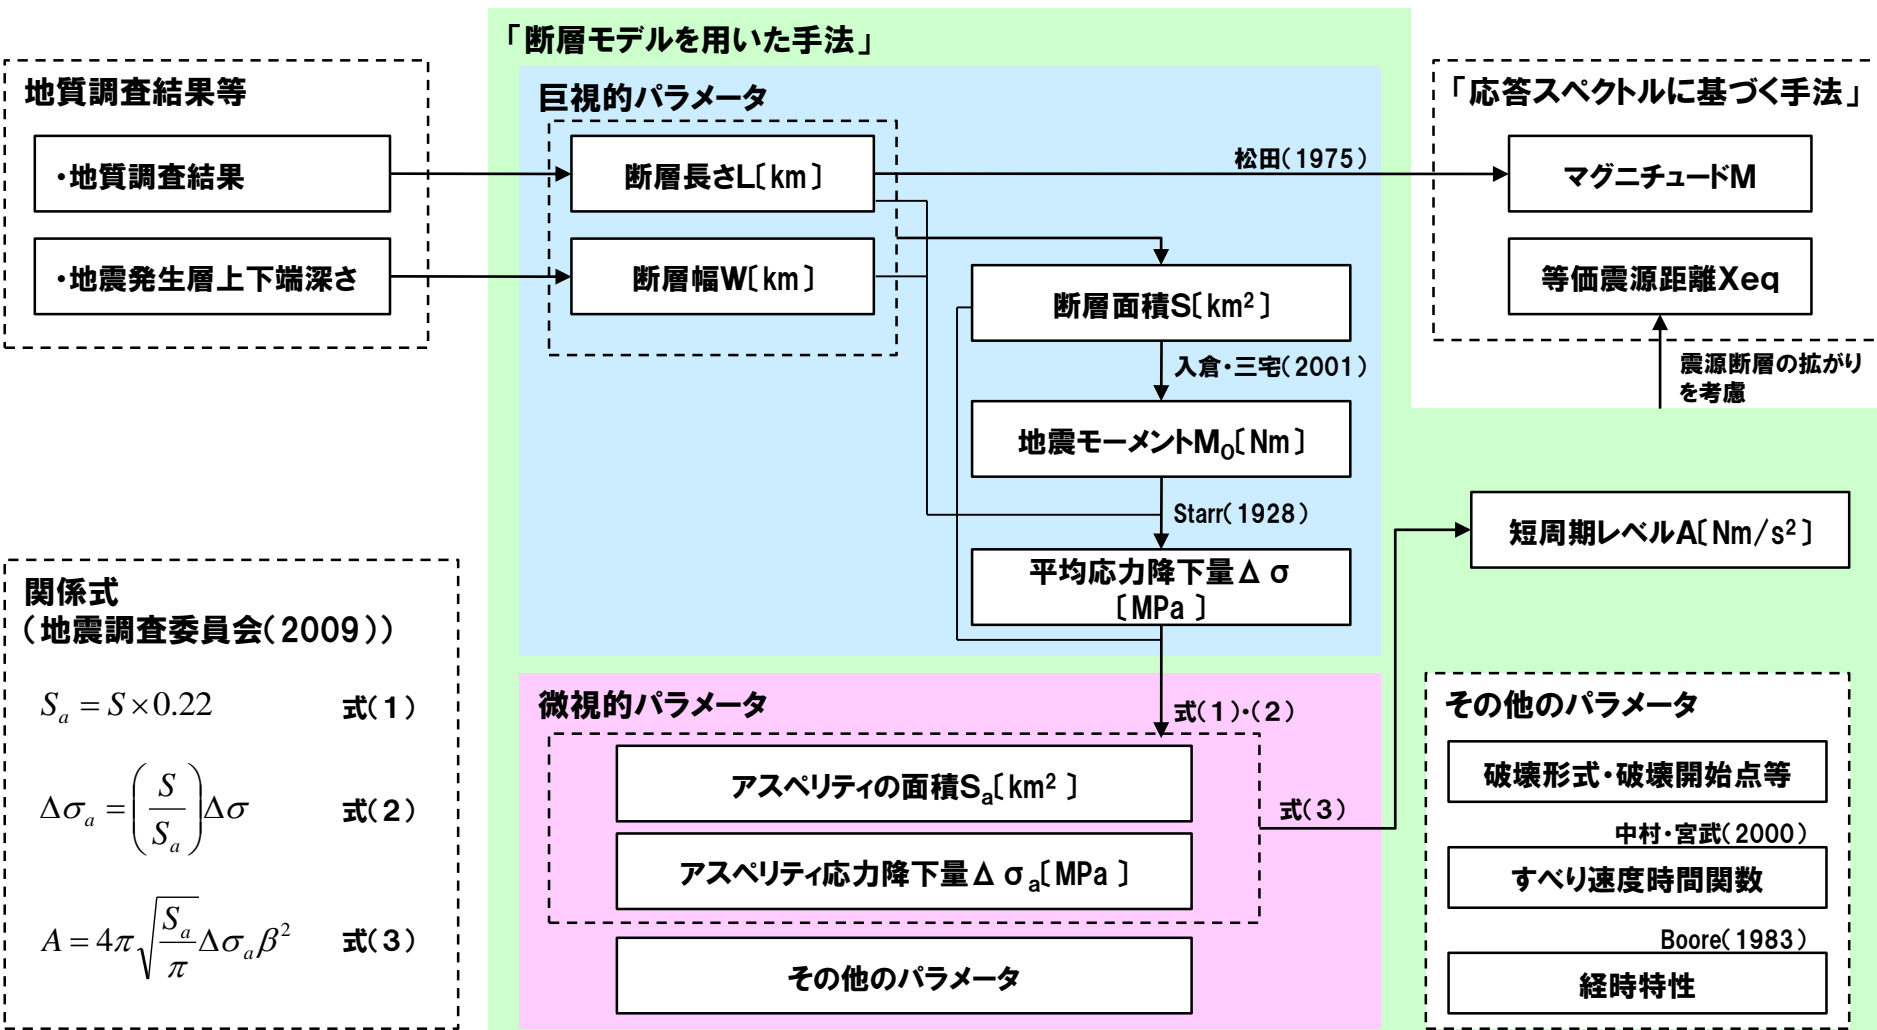 「断層モデルを用いた手法」
地質調査結果等
・地質調査結果
・地震発生層上下端深さ
巨視的パラメータ
断層長さL〔km〕
断層幅W〔km〕
松田(1975)
断層面積S〔km²〕
入倉・三宅(2001)
地震モーメントM₀〔Nm〕
Starr(1928)
平均応力降下量Δσ
〔MPa〕
「応答スペクトルに基づく手法」
マグニチュードM
等価震源距離Xeq
震源断層の拡がり
を考慮
短周期レベルA〔Nm/s²〕
関係式
(地震調査委員会(2009))
Sₐ = S×0.22 式(1)
Δσₐ = (S/Sₐ)Δσ 式(2)
A = 4π√(Sₐ/π)Δσₐβ² 式(3)
微視的パラメータ
式(1)・(2)
アスペリティの面積Sₐ〔km²〕
アスペリティ応力降下量Δσₐ〔MPa〕
式(3)
その他のパラメータ
その他のパラメータ
破壊形式・破壊開始点等
中村・宮武(2000)
すべり速度時間関数
Boore(1983)
経時特性